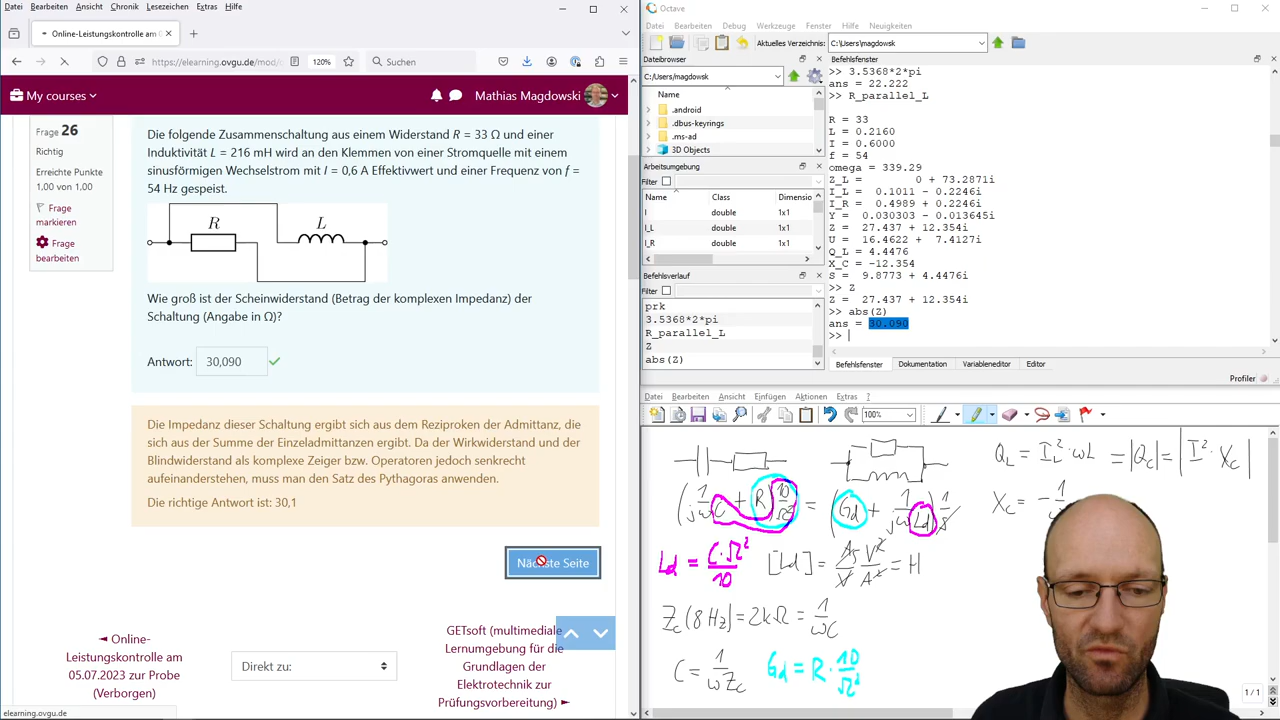 Datei Bearbeiten Ansicht Chronik Lesezeichen Extras Hilfe
Online-Leistungskontrolle am
https://elearning.ovgu.de/mod/
120%
Suchen
My courses
Mathias Magdowski
Frage 26
Richtig
Erreichte Punkte
1.00 von 1,00
Frage markieren
Frage bearbeiten
Die folgende Zusammenschaltung aus einem Widerstand R = 33 Ω und einer
Induktivität L = 216 mH wird an den Klemmen von einer Stromquelle mit einem
sinusförmigen Wechselstrom mit I = 0,6 A Effektivwert und einer Frequenz von f =
54 Hz gespeist.
R
L
Wie groß ist der Scheinwiderstand (Betrag der komplexen Impedanz) der
Schaltung (Angabe in Ω)?
Antwort: 30,090
Die Impedanz dieser Schaltung ergibt sich aus dem Reziproken der Admittanz, die
sich aus der Summe der Einzeladmittanzen ergibt. Da der Wirkwiderstand und der
Blindwiderstand als komplexe Zeiger bzw. Operatoren jedoch senkrecht
aufeinanderstehen, muss man den Satz des Pythagoras anwenden.
Die richtige Antwort ist: 30,1
Nächste Seite
◄ Online-
Leistungskontrolle am
05.07.2023 zur Probe
(Verborgen)
Direkt zu:
GETsoft (multimediale
Lernumgebung für die
Grundlagen der
Elektrotechnik zur
Prüfungsvorbereitung) ►
elearning.ovgu.de
Octave
Datei Bearbeiten Debug Werkzeuge Fenster Hilfe Neuigkeiten
Aktuelles Verzeichnis: C:\Users\magdowsk
Dateibrowser
C:/Users/magdowsk
Name
.android
.dbus-keyrings
.ms-ad
3D Objects
Arbeitsumgebung
Filter
Name Class Dimensio
I double 1x1
I_L double 1x1
I_R double 1x1
Befehlsverlauf
Filter
prk
3.5368*2*pi
R_parallel_L
Z
abs(Z)
Befehlsfenster
>> 3.5368*2*pi
ans = 22.222
>> R_parallel_L
R = 33
L = 0.2160
I = 0.6000
f = 54
omega = 339.29
Z_L = 0 + 73.2871i
I_L = 0.1011 - 0.2246i
I_R = 0.4989 + 0.2246i
Y = 0.030303 - 0.013645i
Z = 27.437 + 12.354i
U = 16.4622 + 7.4127i
Q_L = 4.4476
X_C = -12.354
S = 9.8773 + 4.4476i
>> Z
Z = 27.437 + 12.354i
>> abs(Z)
ans = 30.090
>>
Befehlsfenster Dokumentation Variableneditor Editor
Profiler
Datei Bearbeiten Ansicht Einfügen Aktionen Extras ?
100%
Q_L = I_L² · ωL = |Q_C| = |I² · X_C|
(1/jωC + R) 10/Ω² = (Gd + 1/jωLd) 1/S
X_C = - 1/
Ld = C·Ω²/10
[Ld] = As/V V²/A² = H
Z_C (8 Hz) = 2kΩ = 1/ωC
C = 1/ωZ_C
Gd = R · 10/Ω²
1 / 1